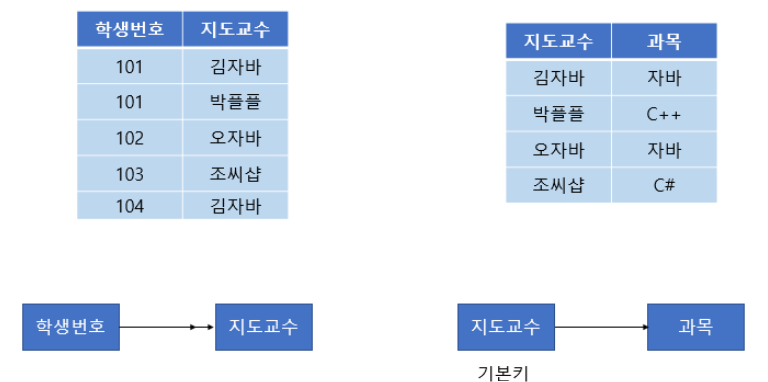 학생번호 지도교수
101 김자바
101 박플플
102 오자바
103 조씨샵
104 김자바
지도교수 과목
김자바 자바
박플플 C++
오자바 자바
조씨샵 C#
학생번호 지도교수
지도교수 과목
기본키